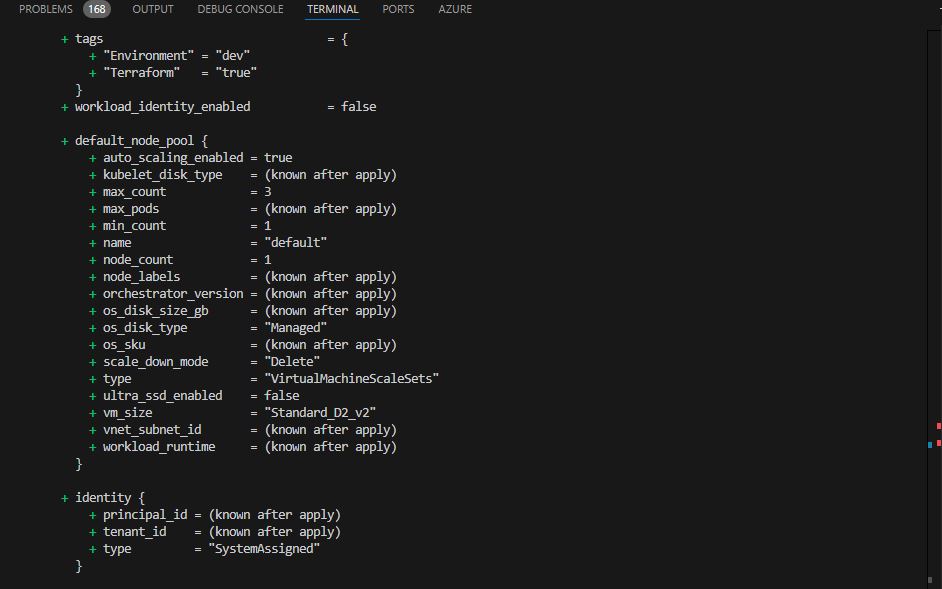 PROBLEMS 168 OUTPUT DEBUG CONSOLE TERMINAL PORTS AZURE
+ tags = {
+ "Environment" = "dev"
+ "Terraform" = "true"
}
+ workload_identity_enabled = false
+ default_node_pool {
+ auto_scaling_enabled = true
+ kubelet_disk_type = (known after apply)
+ max_count = 3
+ max_pods = (known after apply)
+ min_count = 1
+ name = "default"
+ node_count = 1
+ node_labels = (known after apply)
+ orchestrator_version = (known after apply)
+ os_disk_size_gb = (known after apply)
+ os_disk_type = "Managed"
+ os_sku = (known after apply)
+ scale_down_mode = "Delete"
+ type = "VirtualMachineScaleSets"
+ ultra_ssd_enabled = false
+ vm_size = "Standard_D2_v2"
+ vnet_subnet_id = (known after apply)
+ workload_runtime = (known after apply)
}
+ identity {
+ principal_id = (known after apply)
+ tenant_id = (known after apply)
+ type = "SystemAssigned"
}